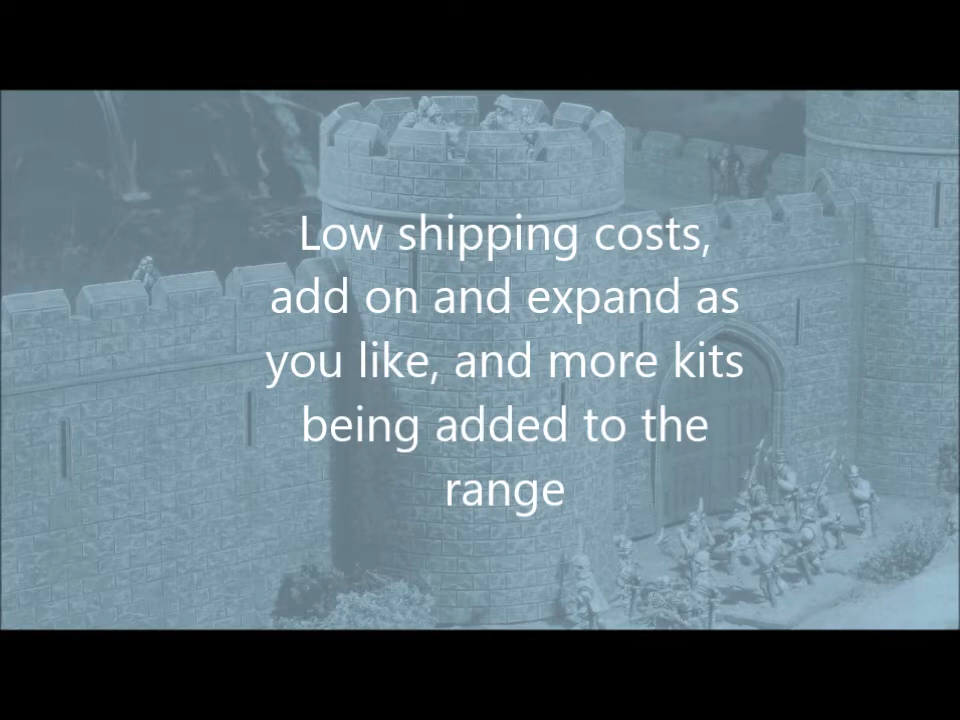 Low shipping costs,
add on and expand as
you like, and more kits
being added to the
range